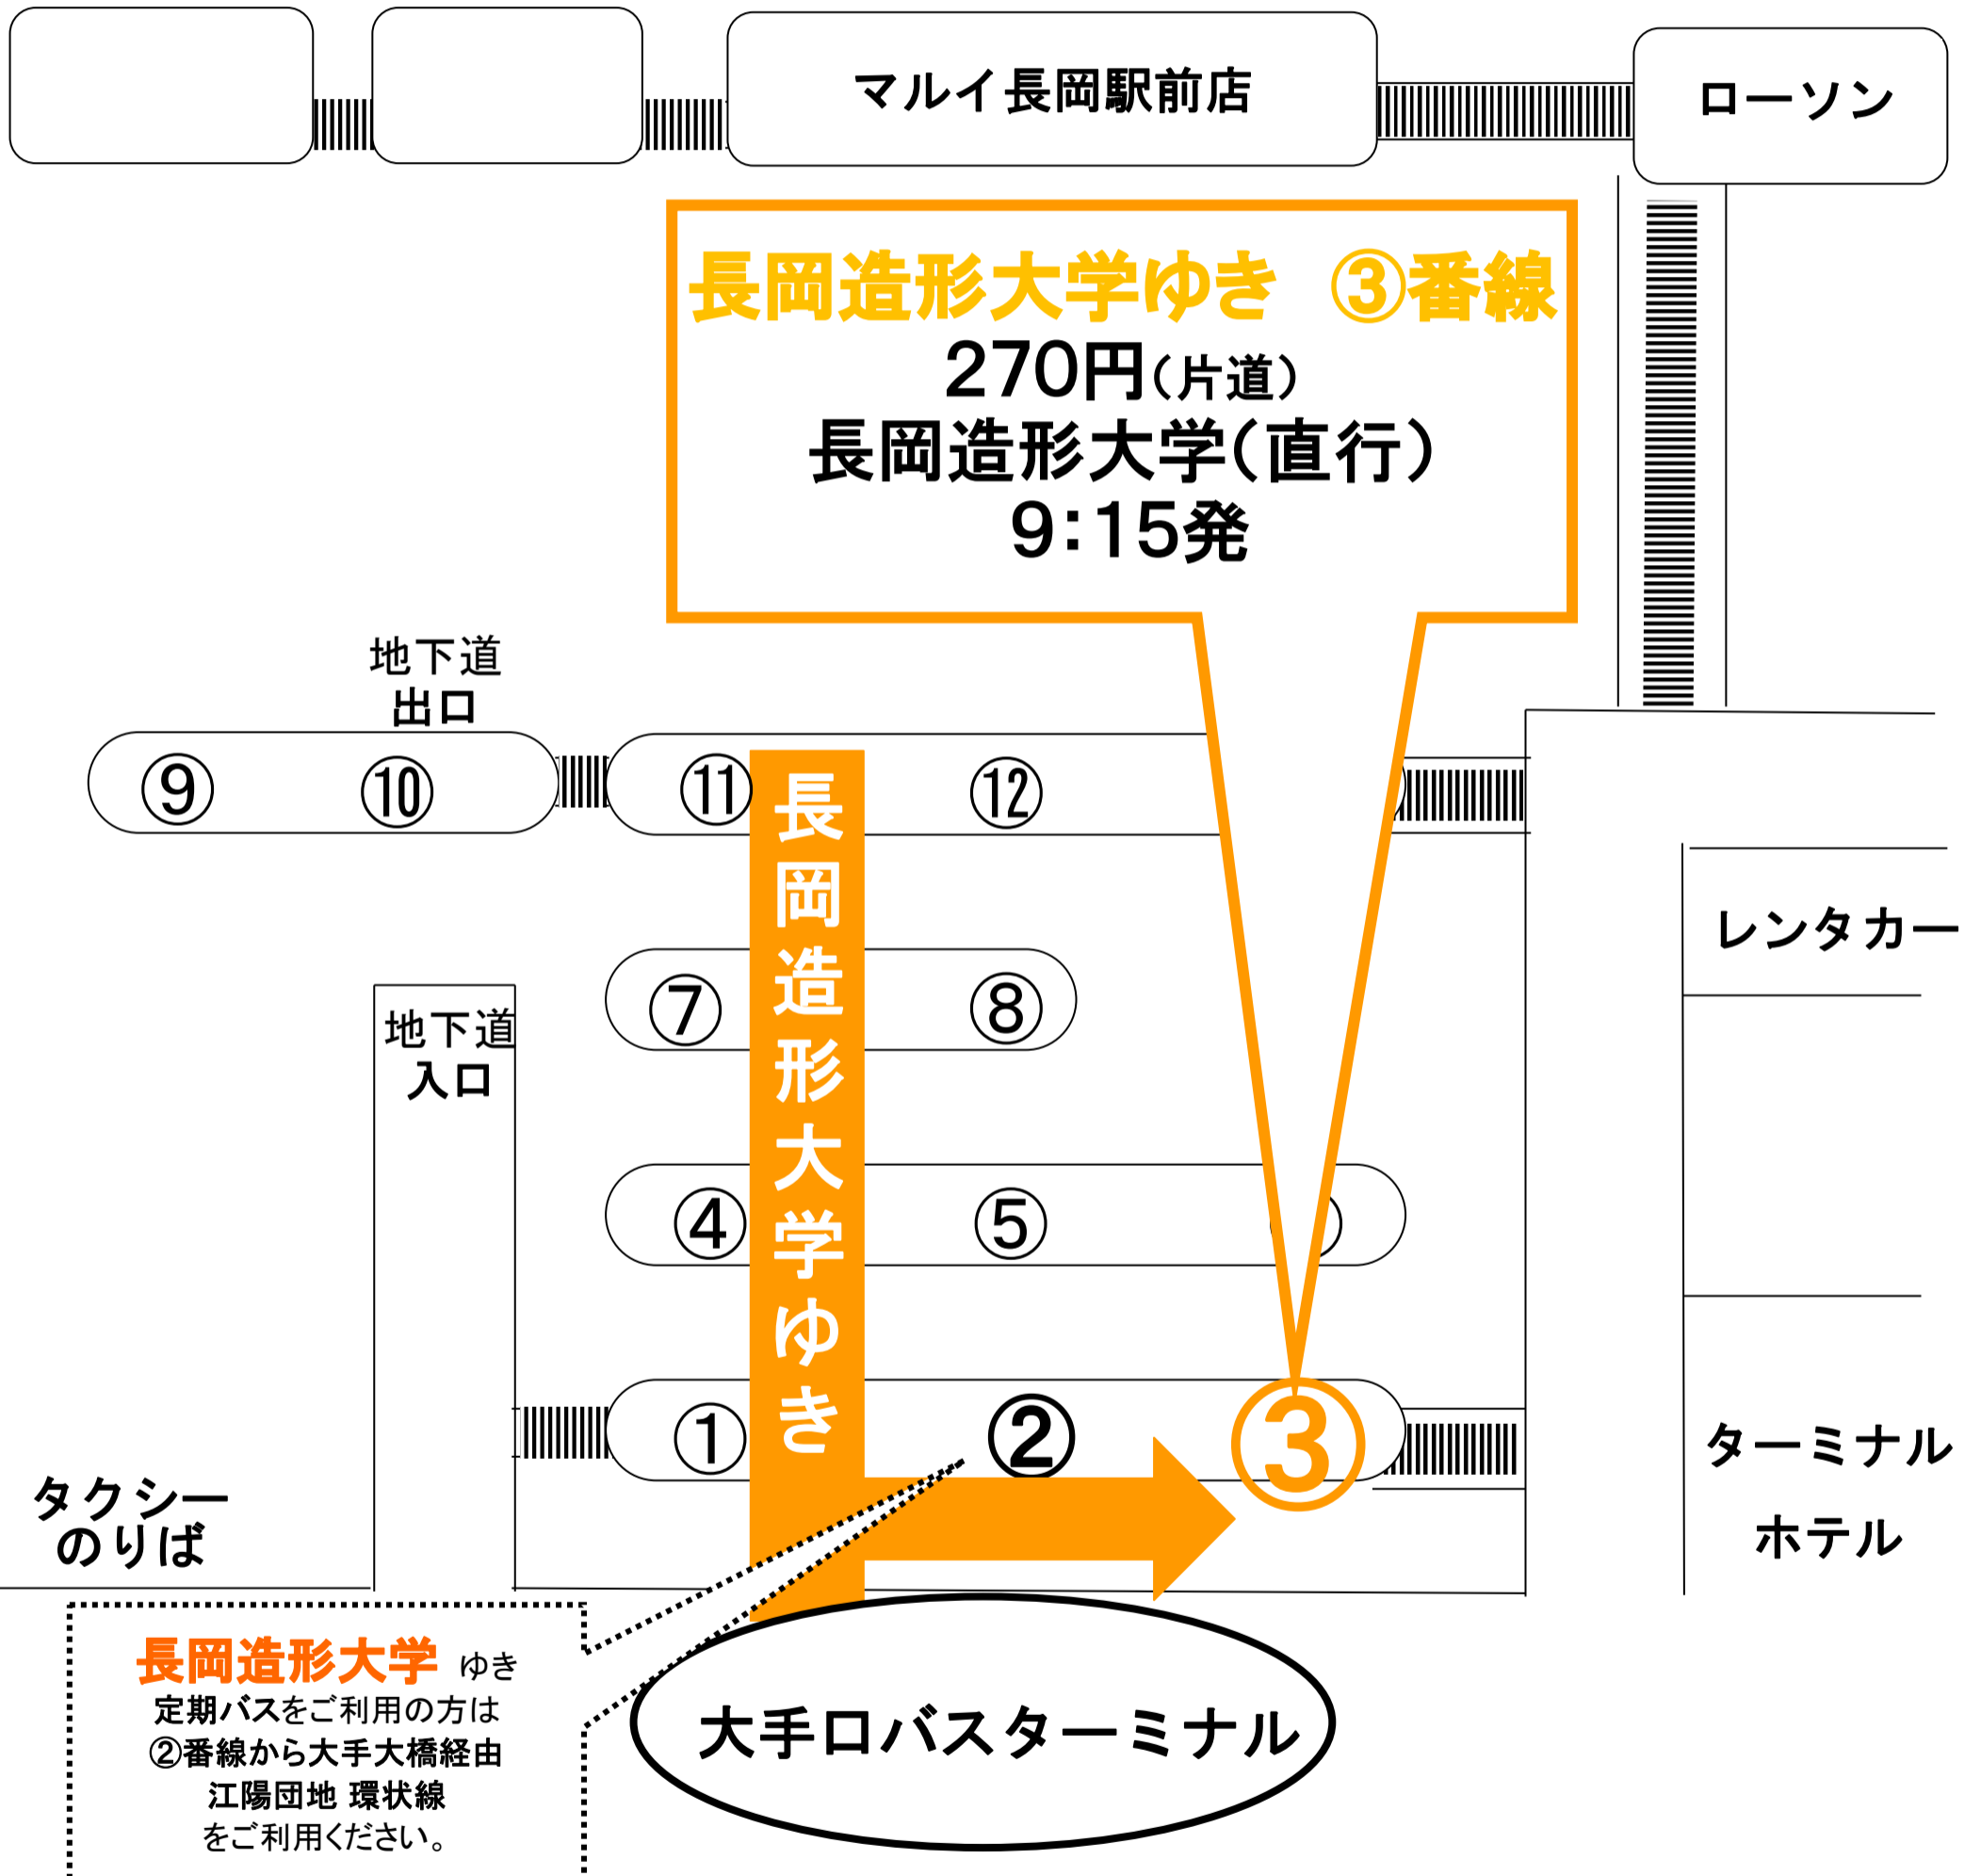 マルイ長岡駅前店
ローソン
長岡造形大学ゆき ③番線
270円(片道)
長岡造形大学(直行)
9:15発
地下道
出口
⑨
⑩
⑪
⑫
長岡造形大学ゆき
レンタカー
⑦
⑧
地下道
入口
④
⑤
①
②
③
ターミナル
ホテル
タクシー
のりば
長岡造形大学 ゆき
定期バスをご利用の方は
②番線から大手大橋経由
江陽団地 環状線
をご利用ください。
大手口バスターミナル